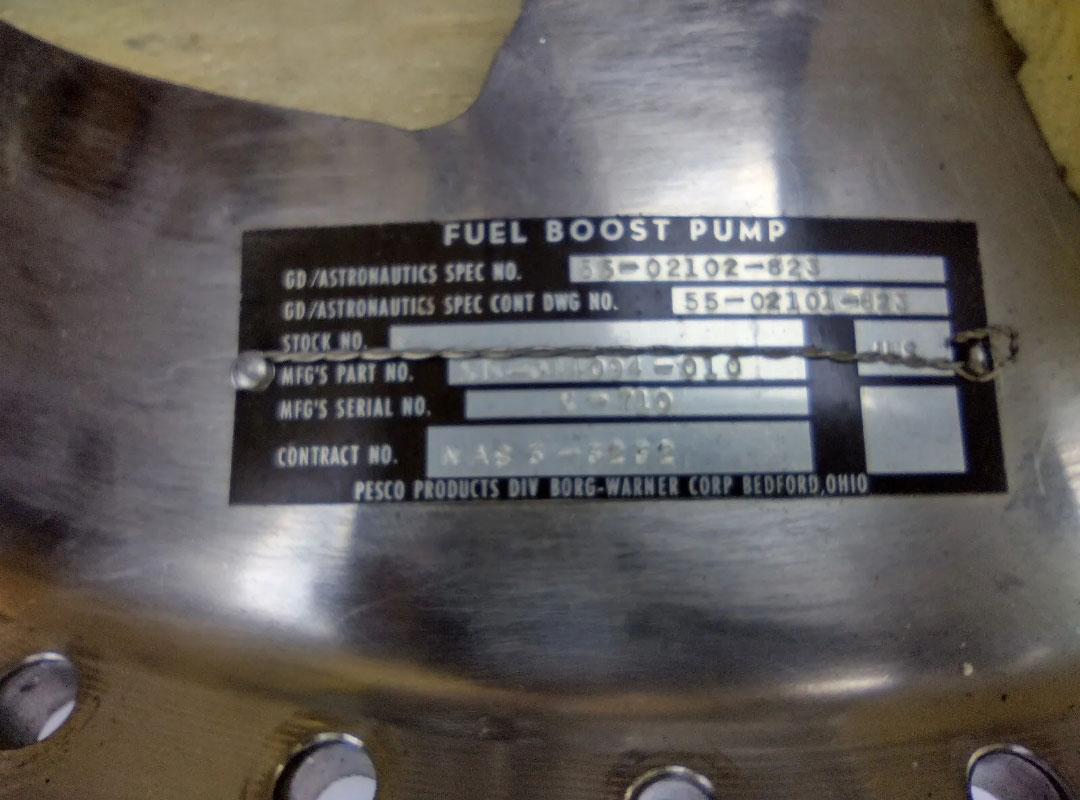 FUEL BOOST PUMP
GD/ASTRONAUTICS SPEC NO. 55-02102-823
GD/ASTRONAUTICS SPEC CONT DWG NO. 55-02101-823
STOCK NO.
MFG'S PART NO.
MFG'S SERIAL NO.
CONTRACT NO.
PESCO PRODUCTS DIV BORG-WARNER CORP BEDFORD, OHIO